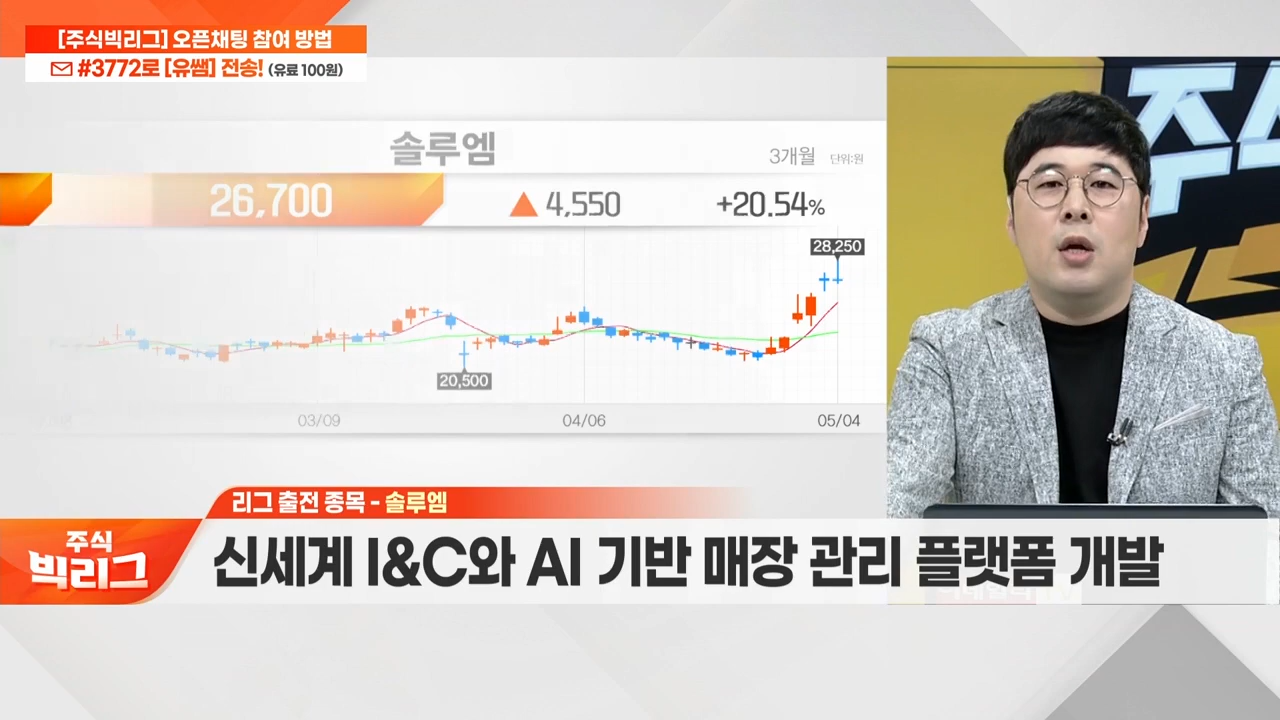 [주식빅리그] 오픈채팅 참여 방법
#3772로 [유쌤] 전송! (유료 100원)
솔루엠
3개월 단위:원
26,700 ▲ 4,550 +20.54%
28,250
20,500
03/09 04/06 05/04
리그 출전 종목 - 솔루엠
주식
빅리그
신세계 I&C와 AI 기반 매장 관리 플랫폼 개발